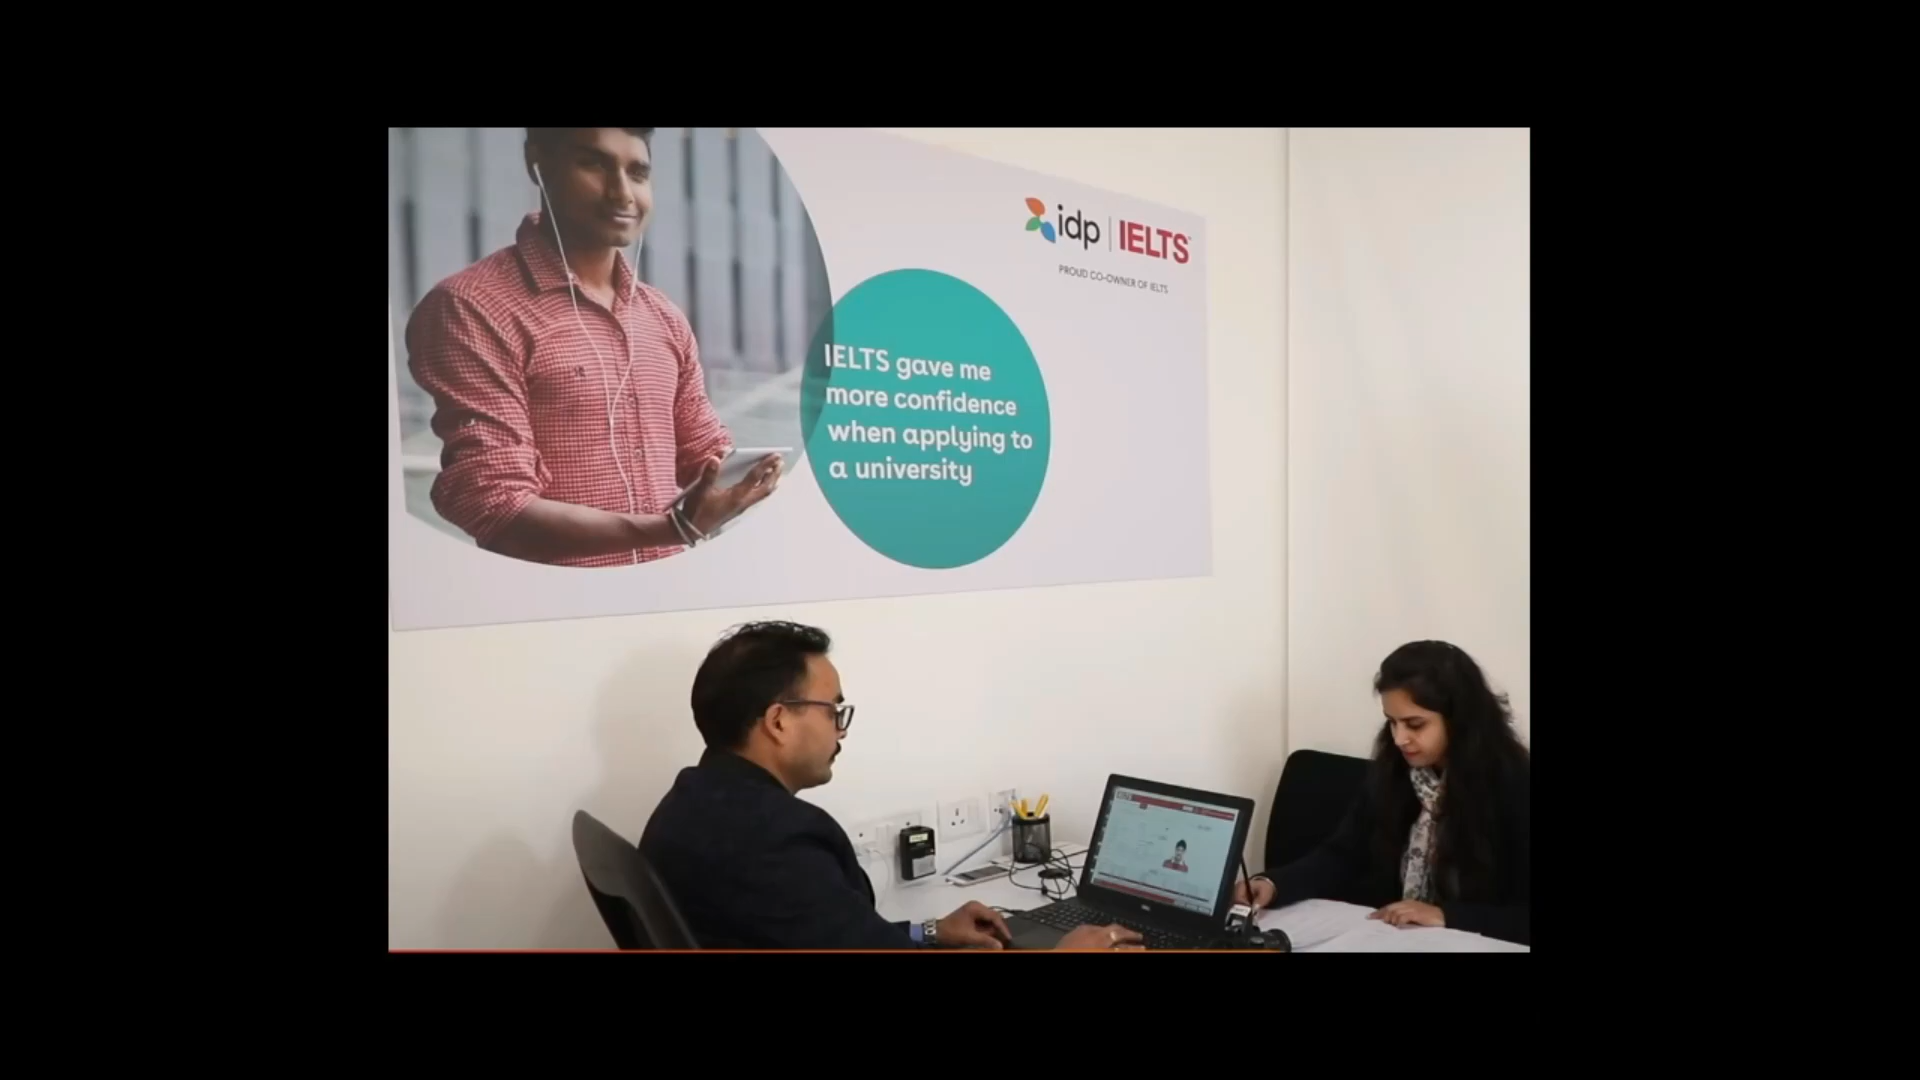 idp | IELTS
PROUD CO-OWNER OF IELTS
IELTS gave me
more confidence
when applying to
a university